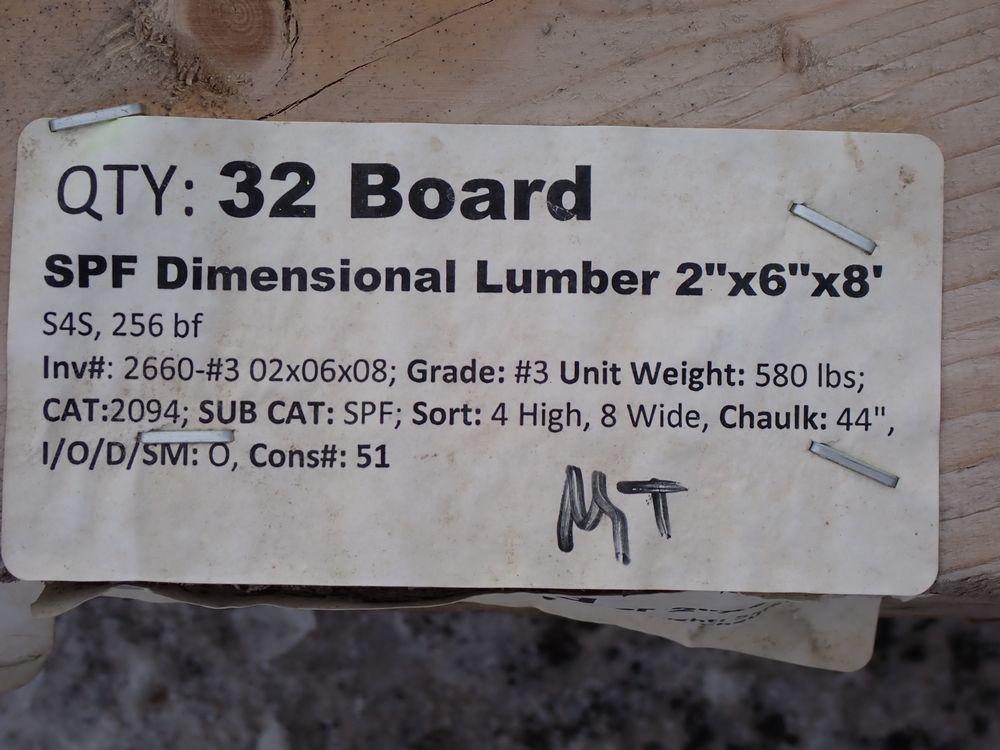 QTY: 32 Board
SPF Dimensional Lumber 2"x6"x8'
S4S, 256 bf
Inv#: 2660-#3 02x06x08; Grade: #3 Unit Weight: 580 lbs;
CAT:2094; SUB CAT: SPF; Sort: 4 High, 8 Wide, Chaulk: 44",
I/O/D/SM: O, Cons#: 51
MT